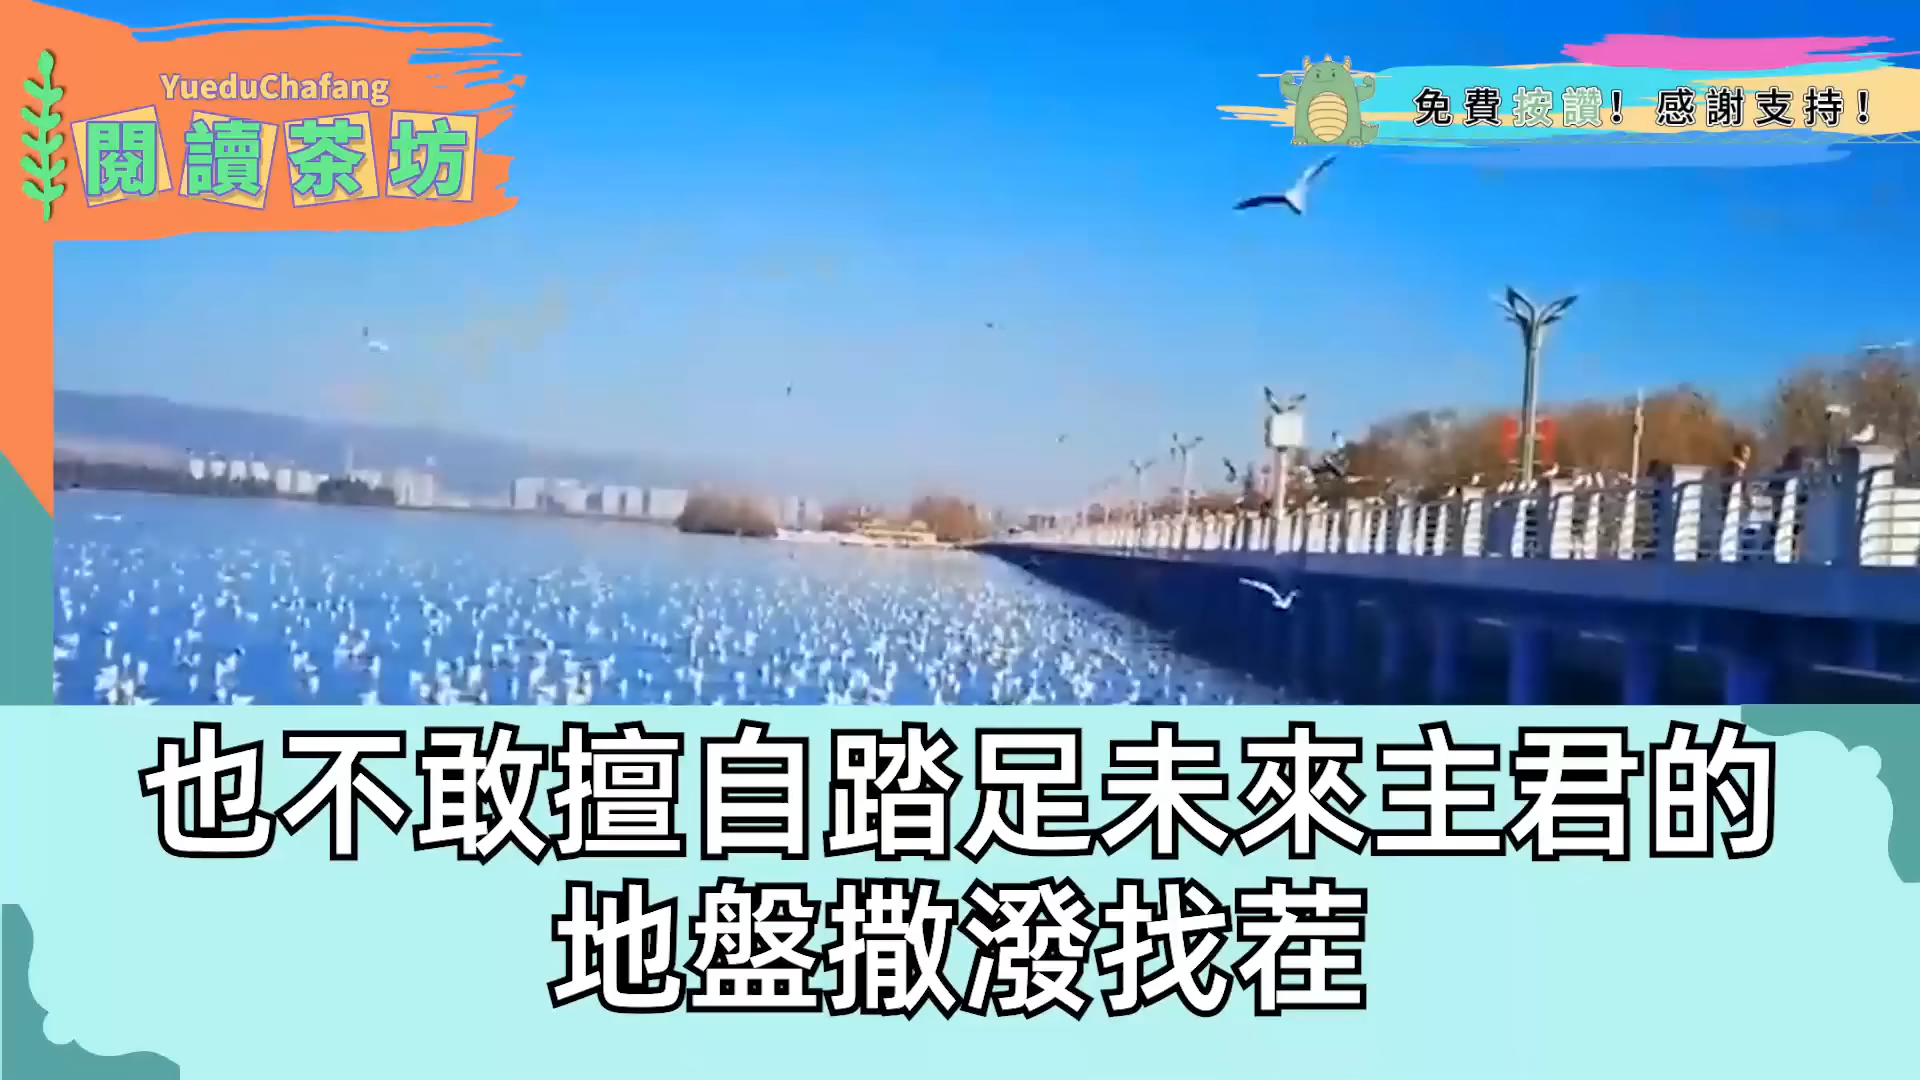 YueduChafang
閱讀茶坊
免費按讚！感謝支持！
也不敢擅自踏足未來主君的
地盤撒潑找茬